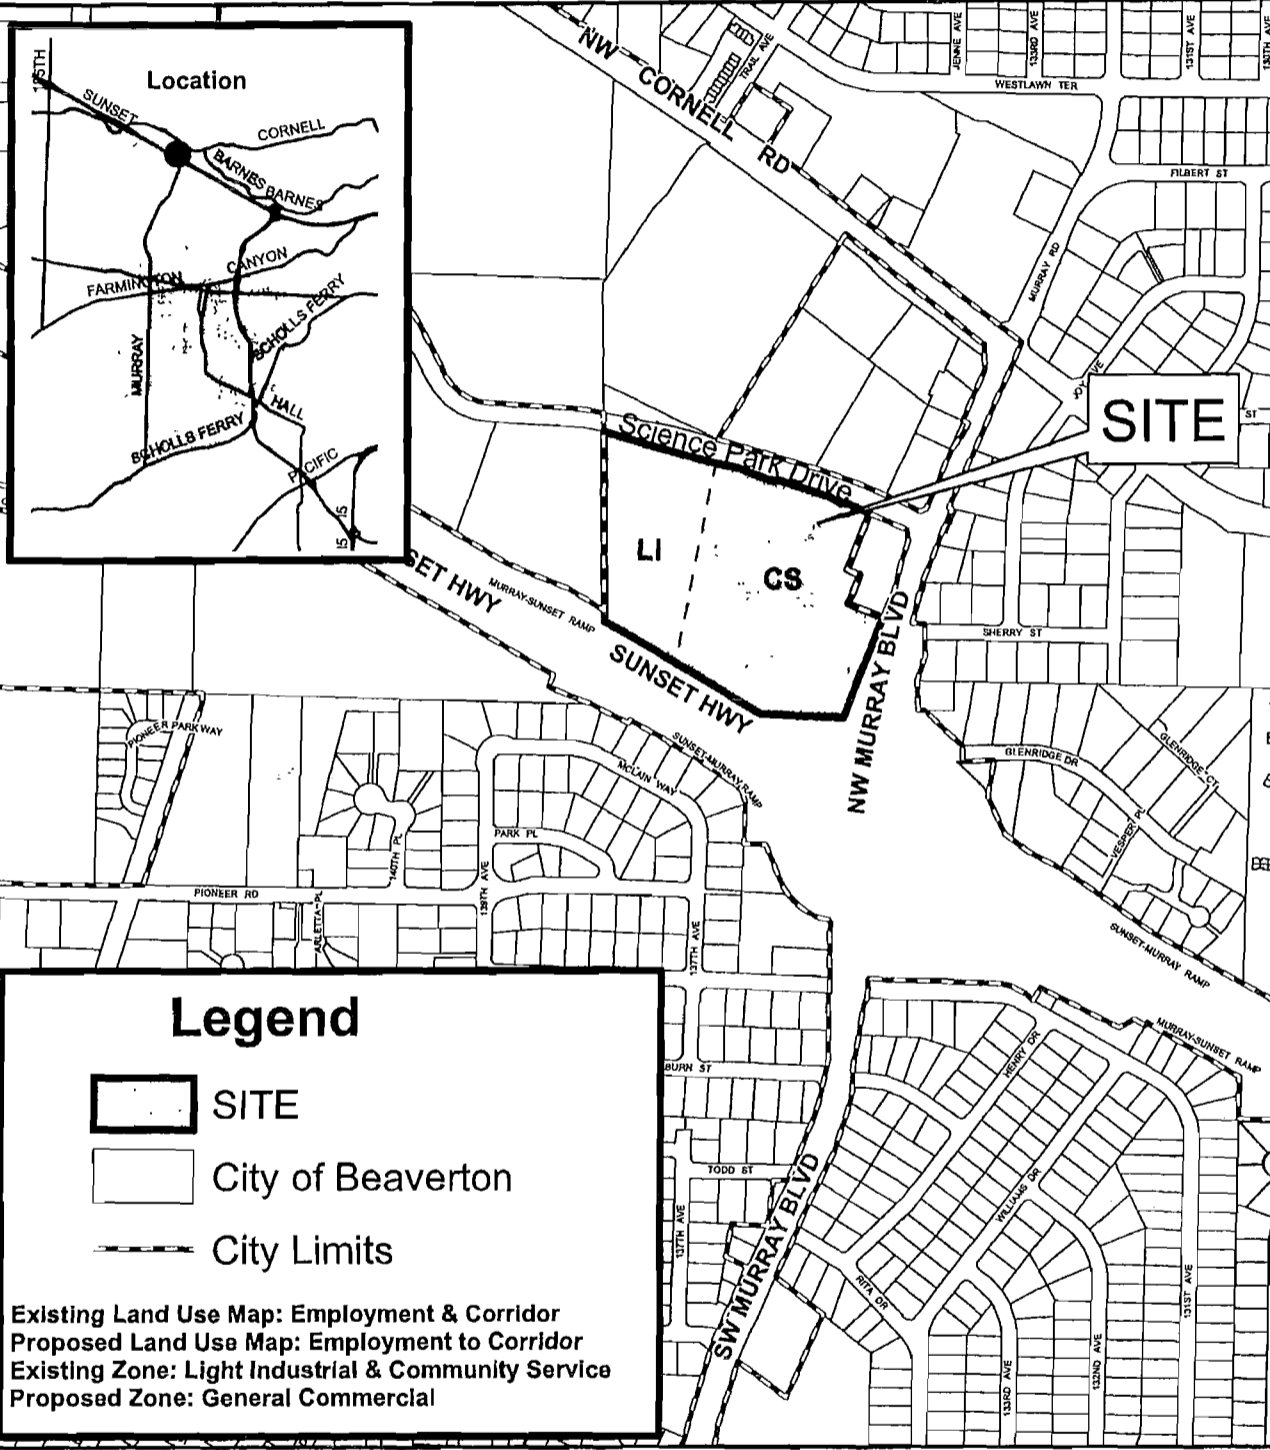 Location
175TH
SUNSET
CORNELL
BARNES
BARNES
CANYON
FARMINGTON
SCHOLLS FERRY
MURRAY
HALL
SCHOLLS FERRY
PACIFIC
I5
I5
NW CORNELL RD
TRAIL AVE
JENNE AVE
133RD AVE
131ST AVE
130TH AVE
WESTLAWN TER
FILBERT ST
MURRAY RD
JOY AVE
SITE
ST
Science Park Drive
LI
CS
SET HWY
MURRAY-SUNSET RAMP
SUNSET HWY
NW MURRAY BLVD
SHERRY ST
PIONEER PARKWAY
SUNSET-MURRAY RAMP
MCLAIN WAY
GLENRIDGE DR
GLENRIDGE CT
VESPER PL
PARK PL
140TH PL
139TH AVE
PIONEER RD
ARLETTA PL
137TH AVE
SUNSET-MURRAY RAMP
MURRAY-SUNSET RAMP
HENRY DR
BURN ST
TODD ST
WILLIAMS DR
137TH AVE
SW MURRAY BLVD
RITA DR
131ST AVE
132ND AVE
133RD AVE
Legend
SITE
City of Beaverton
City Limits
Existing Land Use Map: Employment & Corridor
Proposed Land Use Map: Employment to Corridor
Existing Zone: Light Industrial & Community Service
Proposed Zone: General Commercial